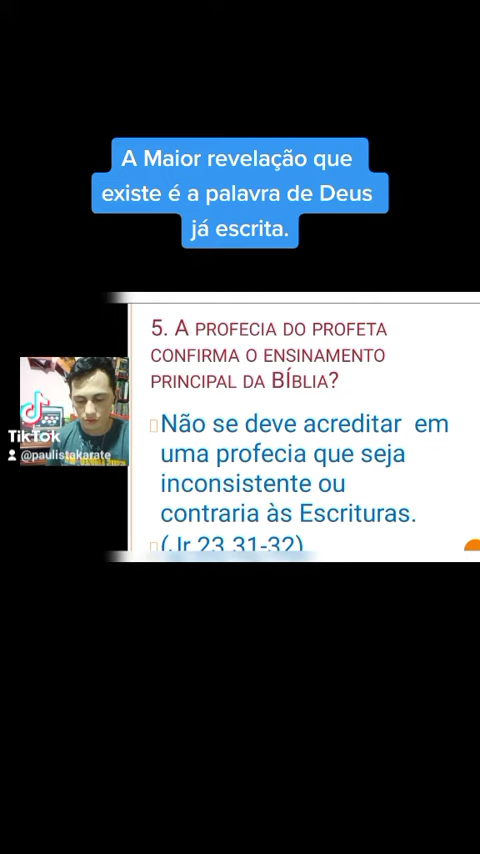 A Maior revelação que
existe é a palavra de Deus
já escrita.
5. A PROFECIA DO PROFETA
CONFIRMA O ENSINAMENTO
PRINCIPAL DA BÍBLIA?
Não se deve acreditar em
uma profecia que seja
inconsistente ou
contraria às Escrituras.
(Jr 23.31-32)
TikTok
@paulistakarate